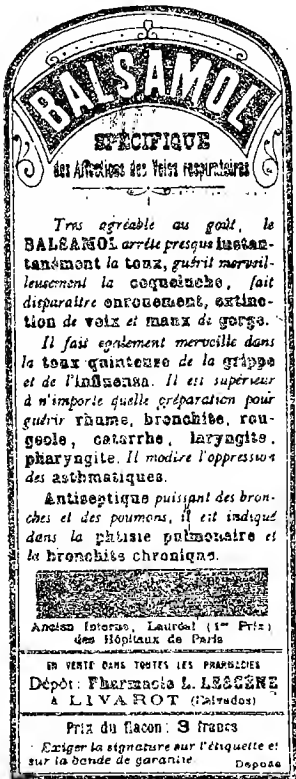 BALSAMOL
SPÉCIFIQUE
des Affections des Voies respiratoires
Très agréable au goût, le
BALSAMOL arrête presque instan-
tanément la toux, guérit merveil-
leusement la coqueluche, fait
disparaître enrouement, extinc-
tion de voix et maux de gorge.
Il fait également merveille dans
la toux quinteuse de la grippe
et de l'influenza. Il est supérieur
à n'importe quelle préparation pour
guérir rhume, bronchite, rou-
geole, catarrhe, laryngite,
pharyngite. Il modère l'oppression
des asthmatiques.
Antiseptique puissant des bron-
ches et des poumons, il est indiqué
dans la phtisie pulmonaire et
la bronchite chronique.
Ancien Interne, Lauréat (1er Prix)
des Hôpitaux de Paris
EN VENTE DANS TOUTES LES PHARMACIES
Dépôt: Pharmacie L. LESCÈNE
à LIVAROT (Calvados)
Prix du flacon: 3 francs
Exiger la signature sur l'étiquette et
sur la bande de garantie. Déposé